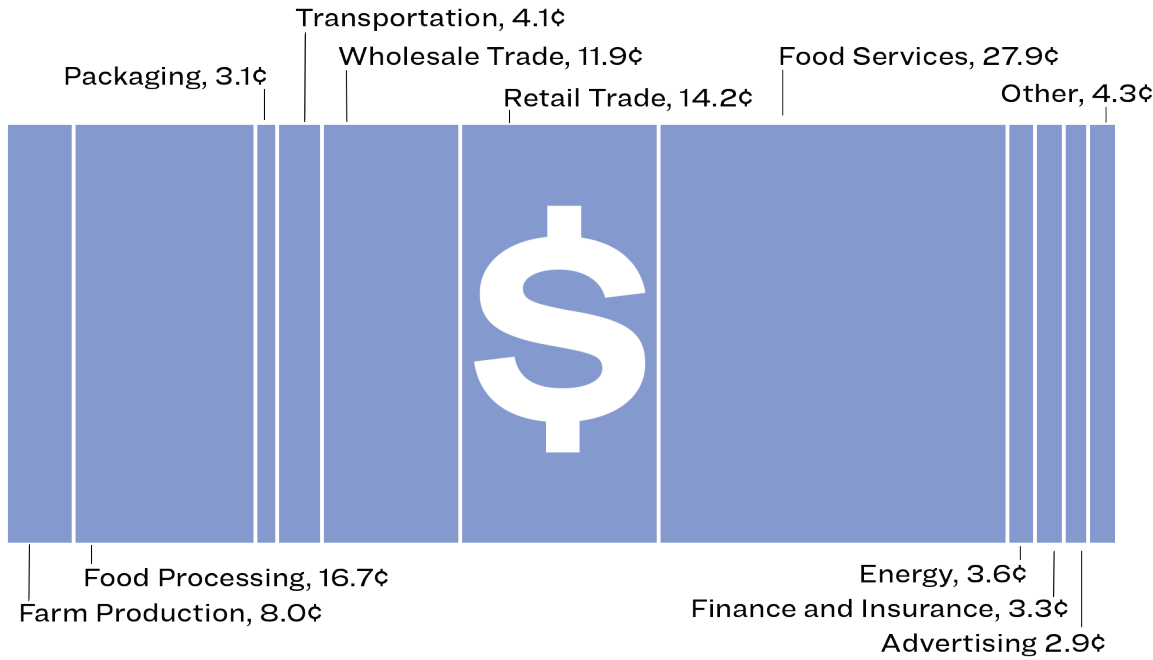 Transportation, 4.1¢
Wholesale Trade, 11.9¢
Food Services, 27.9¢
Packaging, 3.1¢
Retail Trade, 14.2¢
Other, 4.3¢
$
Food Processing, 16.7¢
Energy, 3.6¢
Farm Production, 8.0¢
Finance and Insurance, 3.3¢
Advertising 2.9¢